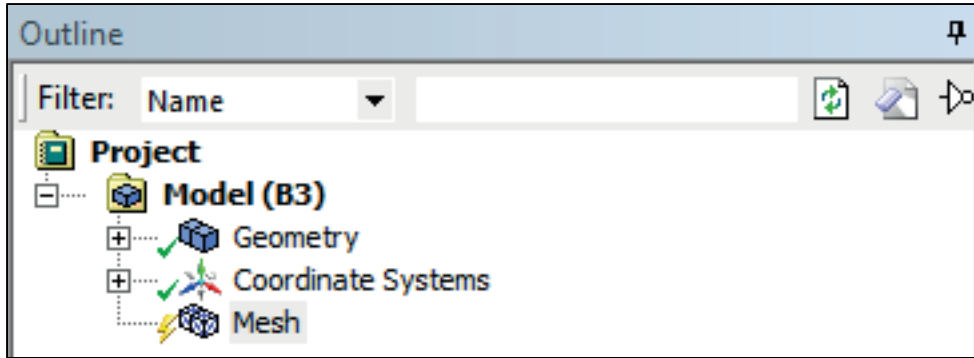 Outline
Filter: Name
Project
Model (B3)
Geometry
Coordinate Systems
Mesh